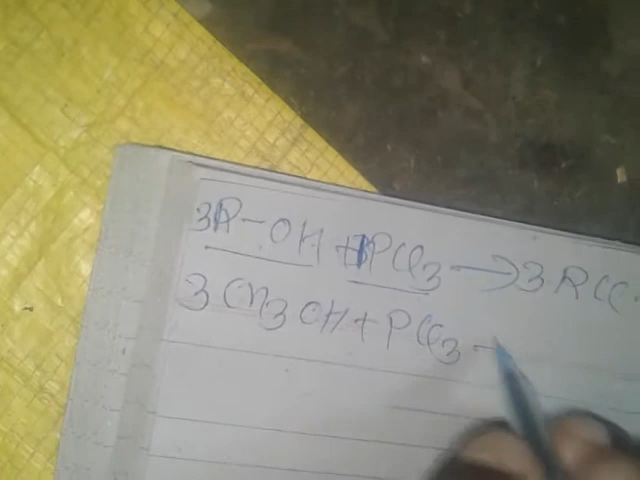 3R-OH + PCl3 → 3RCl
3CH3OH + PCl3 -